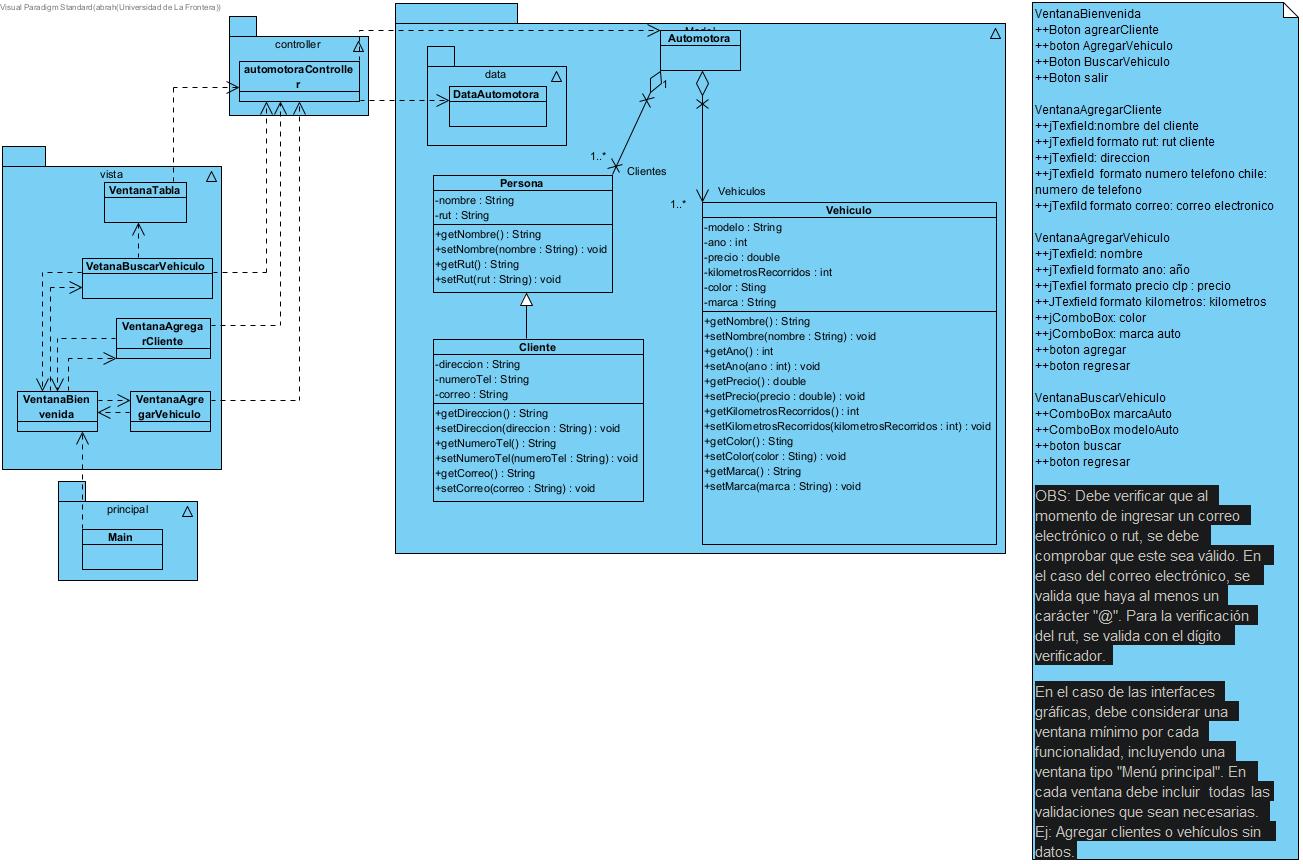 Visual Paradigm Standard(abrah(Universidad de La Frontera))
controller
automotoraControlle
r
vista
VentanaTabla
VetanaBuscarVehiculo
VentanaAgrega
rCliente
VentanaBien
venida
VentanaAgre
garVehiculo
principal
Main
Model
Automotora
data
DataAutomotora
1
1..*
Clientes
Vehiculos
1..*
Persona
-nombre : String
-rut : String
+getNombre() : String
+setNombre(nombre : String) : void
+getRut() : String
+setRut(rut : String) : void
Cliente
-direccion : String
-numeroTel : String
-correo : String
+getDireccion() : String
+setDireccion(direccion : String) : void
+getNumeroTel() : String
+setNumeroTel(numeroTel : String) : void
+getCorreo() : String
+setCorreo(correo : String) : void
Vehiculo
-modelo : String
-ano : int
-precio : double
-kilometrosRecorridos : int
-color : Sting
-marca : String
+getNombre() : String
+setNombre(nombre : String) : void
+getAno() : int
+setAno(ano : int) : void
+getPrecio() : double
+setPrecio(precio : double) : void
+getKilometrosRecorridos() : int
+setKilometrosRecorridos(kilometrosRecorridos : int) : void
+getColor() : Sting
+setColor(color : Sting) : void
+getMarca() : String
+setMarca(marca : String) : void
VentanaBienvenida
++Boton agrearCliente
++boton AgregarVehiculo
++Boton BuscarVehiculo
++Boton salir
VentanaAgregarCliente
++jTexfield:nombre del cliente
++jTexfield formato rut: rut cliente
++jTexfield: direccion
++jTexfield formato numero telefono chile:
numero de telefono
++jTexfild formato correo: correo electronico
VentanaAgregarVehiculo
++jTexfield: nombre
++jTexfield formato ano: año
++jTexfiel formato precio clp : precio
++JTexfield formato kilometros: kilometros
++jComboBox: color
++jComboBox: marca auto
++boton agregar
++boton regresar
VentanaBuscarVehiculo
++ComboBox marcaAuto
++ComboBox modeloAuto
++boton buscar
++boton regresar
OBS: Debe verificar que al
momento de ingresar un correo
electrónico o rut, se debe
comprobar que este sea válido. En
el caso del correo electrónico, se
valida que haya al menos un
carácter "@". Para la verificación
del rut, se valida con el dígito
verificador.
En el caso de las interfaces
gráficas, debe considerar una
ventana mínimo por cada
funcionalidad, incluyendo una
ventana tipo "Menú principal". En
cada ventana debe incluir todas las
validaciones que sean necesarias.
Ej: Agregar clientes o vehículos sin
datos.